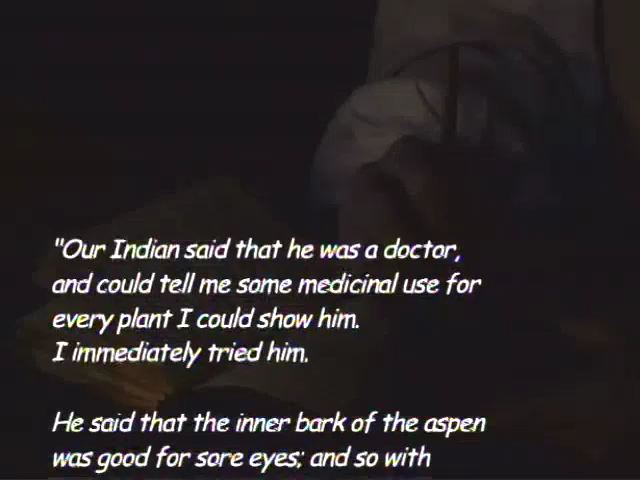 "Our Indian said that he was a doctor,
and could tell me some medicinal use for
every plant I could show him.
I immediately tried him.
He said that the inner bark of the aspen
was good for sore eyes; and so with